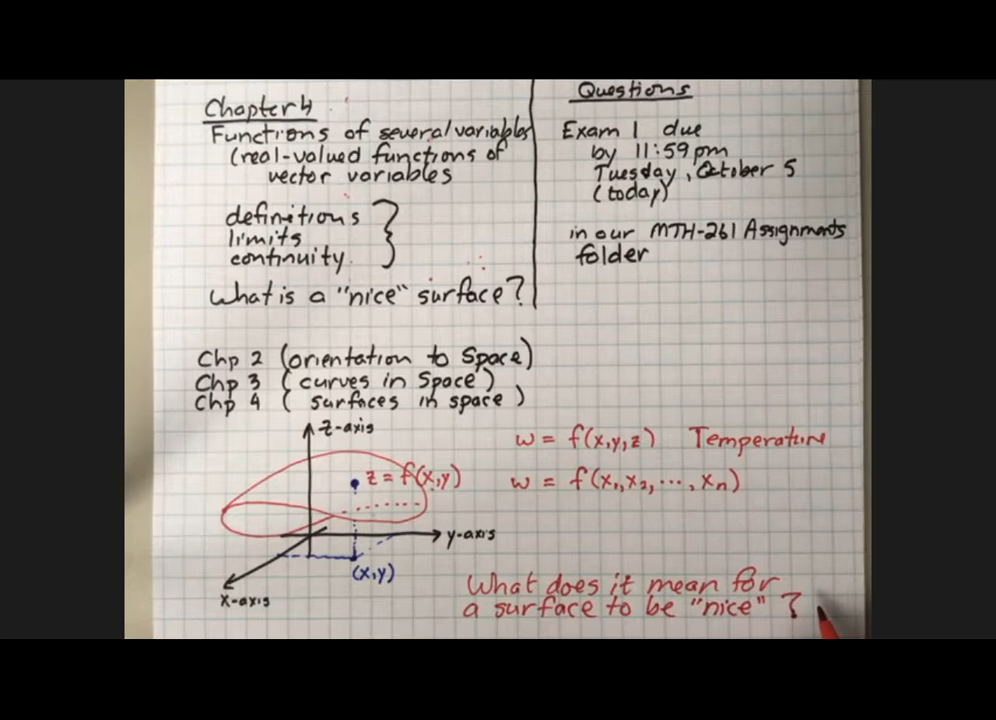 Chapter 4
Functions of several variables
(real-valued functions of
vector variables
definitions
limits
continuity
What is a "nice" surface?
Questions
Exam 1 due
by 11:59pm
Tuesday, October 5
(today)
in our MTH-261 Assignments
folder
Chp 2 (orientation to Space)
Chp 3 (curves in Space)
Chp 4 (surfaces in space)
z-axis
z = f(x,y)
y-axis
(x,y)
x-axis
w = f(x,y,z) Temperature
w = f(x₁,x₂,⋯,xn)
What does it mean for
a surface to be "nice" ?